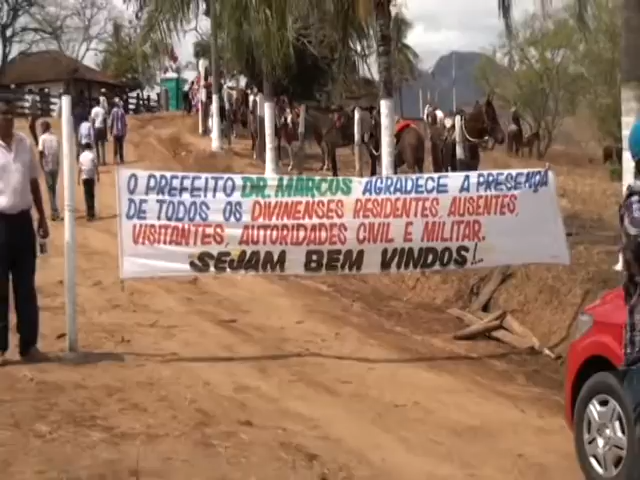 O PREFEITO DR. MARCOS AGRADECE A PRESENÇA
DE TODOS OS DIVINENSES RESIDENTES, AUSENTES,
VISITANTES, AUTORIDADES CIVIL E MILITAR.
SEJAM BEM VINDOS!..